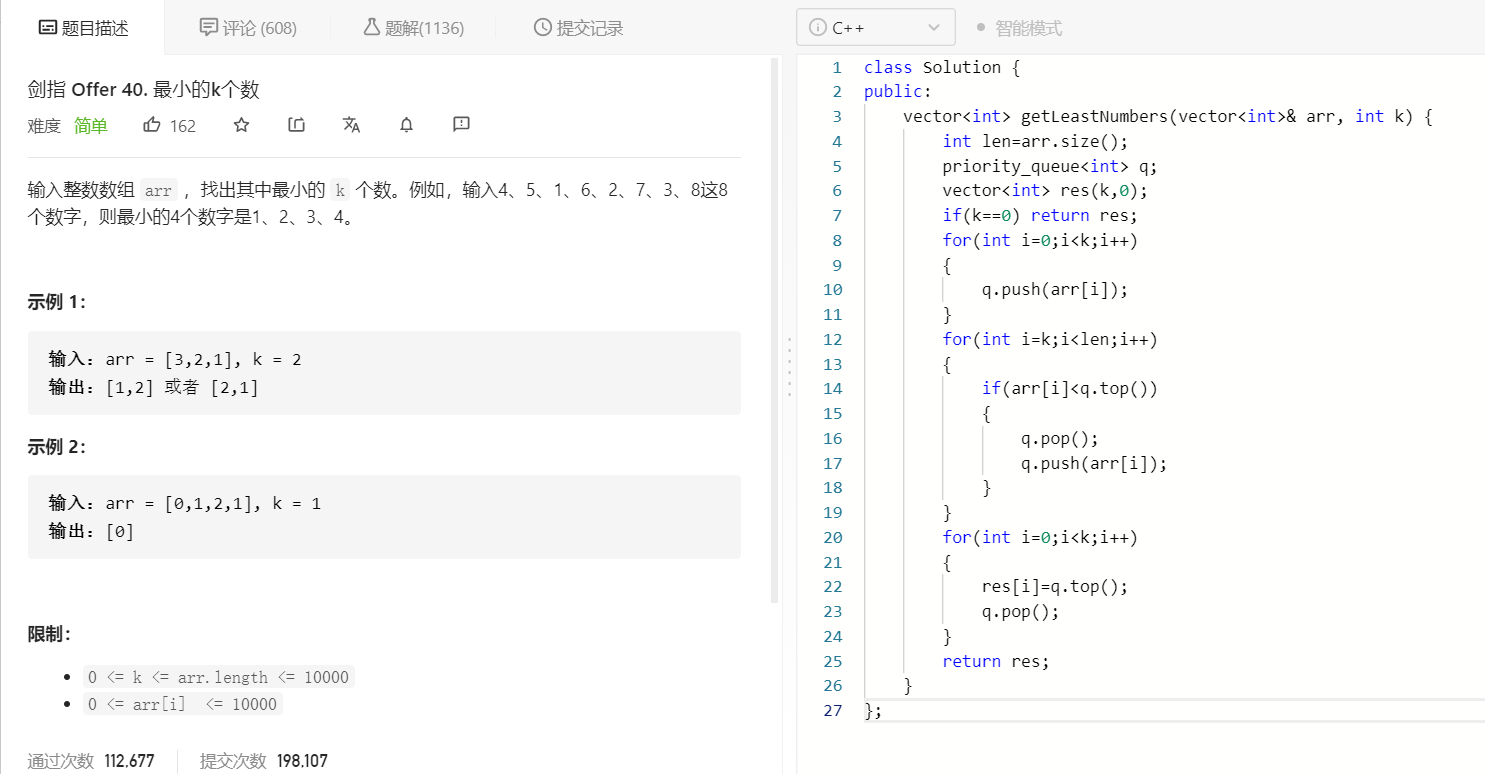 题目描述
评论 (608)
题解(1136)
提交记录
剑指 Offer 40. 最小的k个数
难度 简单 162
输入整数数组 arr ，找出其中最小的 k 个数。例如，输入4、5、1、6、2、7、3、8这8
个数字，则最小的4个数字是1、2、3、4。
示例 1：
输入：arr = [3,2,1], k = 2
输出：[1,2] 或者 [2,1]
示例 2：
输入：arr = [0,1,2,1], k = 1
输出：[0]
限制：
0 <= k <= arr.length <= 10000
0 <= arr[i]  <= 10000
通过次数 112,677 提交次数 198,107
C++
智能模式
1 class Solution {
2 public:
3     vector<int> getLeastNumbers(vector<int>& arr, int k) {
4         int len=arr.size();
5         priority_queue<int> q;
6         vector<int> res(k,0);
7         if(k==0) return res;
8         for(int i=0;i<k;i++)
9         {
10             q.push(arr[i]);
11         }
12         for(int i=k;i<len;i++)
13         {
14             if(arr[i]<q.top())
15             {
16                 q.pop();
17                 q.push(arr[i]);
18             }
19         }
20         for(int i=0;i<k;i++)
21         {
22             res[i]=q.top();
23             q.pop();
24         }
25         return res;
26     }
27 };